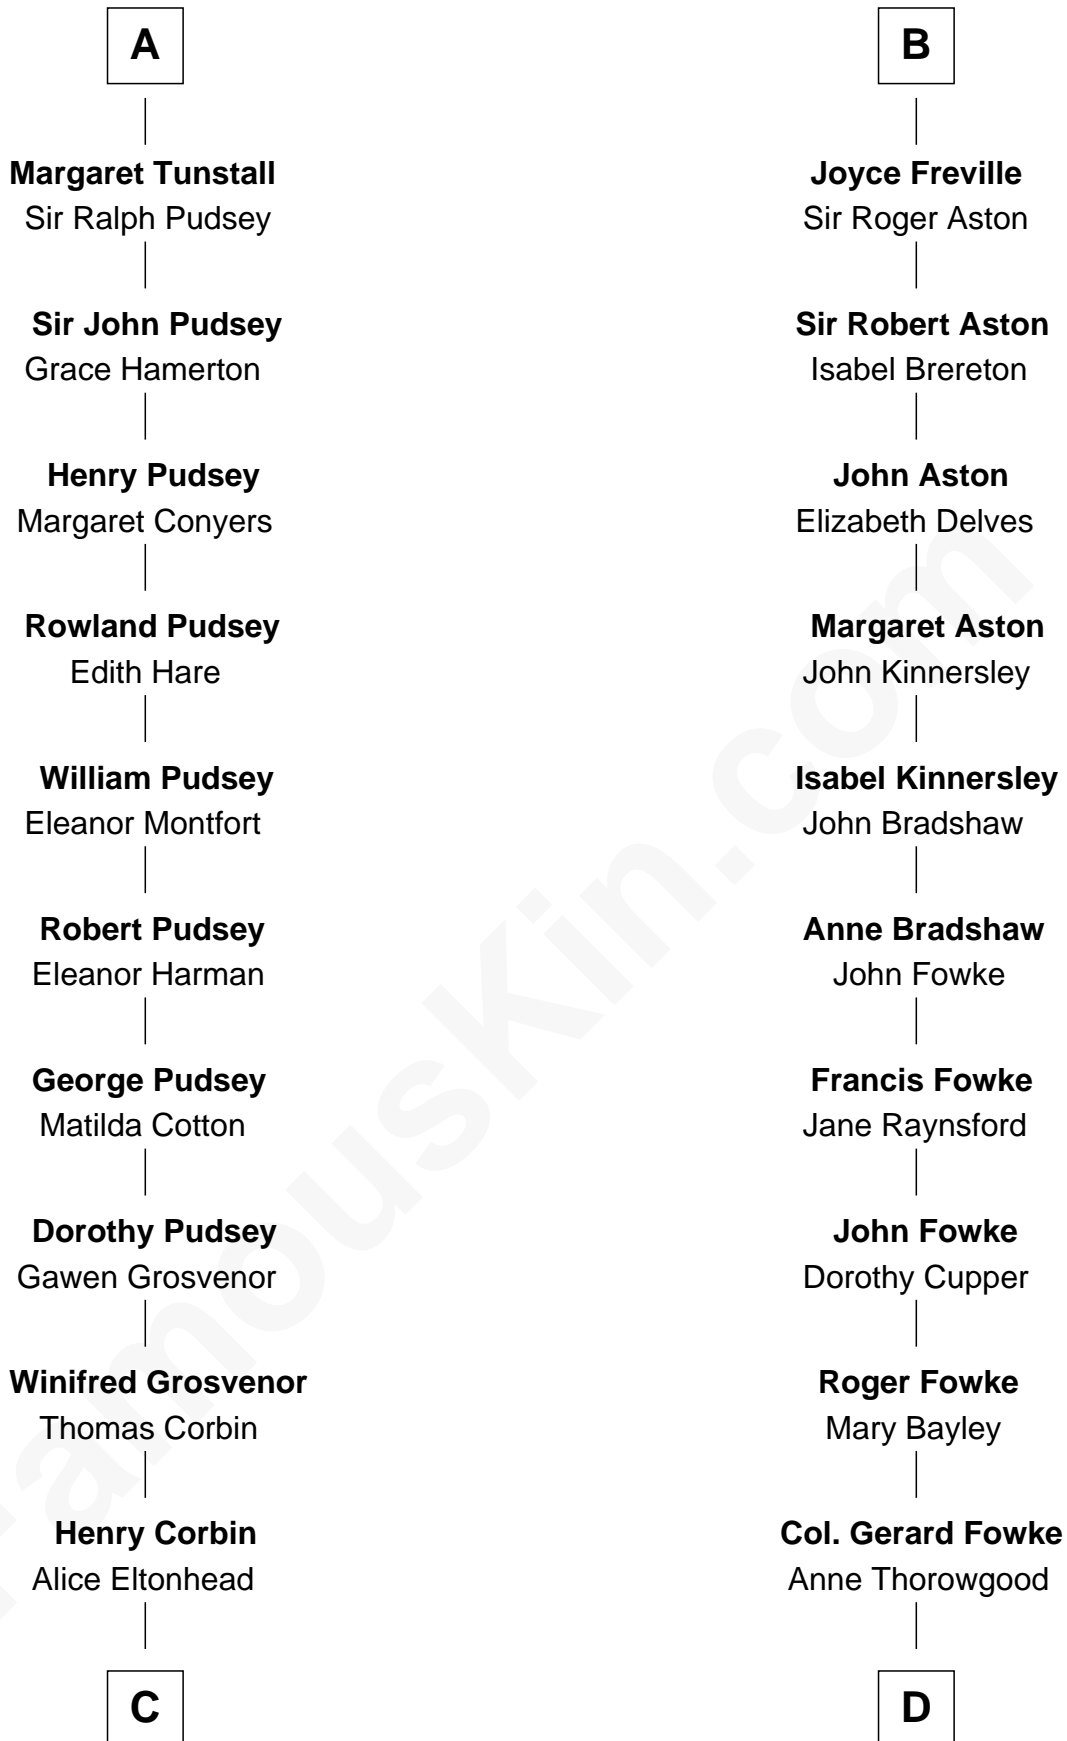 A
Margaret Tunstall
Sir Ralph Pudsey
Sir John Pudsey
Grace Hamerton
Henry Pudsey
Margaret Conyers
Rowland Pudsey
Edith Hare
William Pudsey
Eleanor Montfort
Robert Pudsey
Eleanor Harman
George Pudsey
Matilda Cotton
Dorothy Pudsey
Gawen Grosvenor
Winifred Grosvenor
Thomas Corbin
Henry Corbin
Alice Eltonhead
C
B
Joyce Freville
Sir Roger Aston
Sir Robert Aston
Isabel Brereton
John Aston
Elizabeth Delves
Margaret Aston
John Kinnersley
Isabel Kinnersley
John Bradshaw
Anne Bradshaw
John Fowke
Francis Fowke
Jane Raynsford
John Fowke
Dorothy Cupper
Roger Fowke
Mary Bayley
Col. Gerard Fowke
Anne Thorowgood
D
FamousKin.com